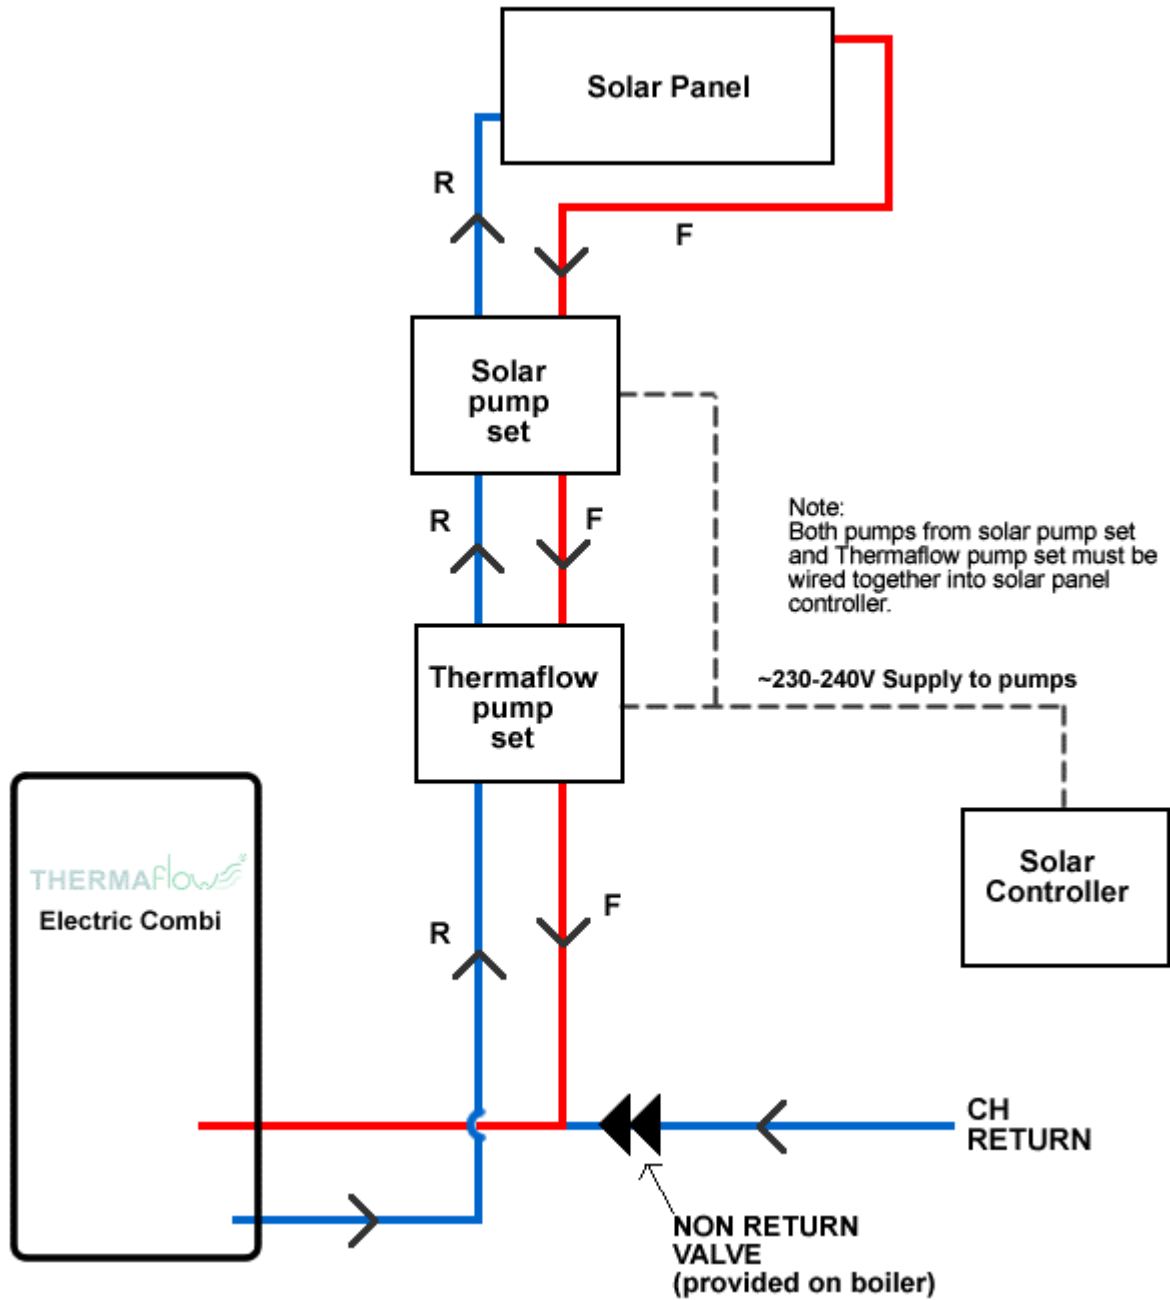 Solar Panel
R
F
Solar
pump
set
R
F
Note:
Both pumps from solar pump set
and Thermaflow pump set must be
wired together into solar panel
controller.
Thermaflow
pump
set
~230-240V Supply to pumps
THERMAflow
Electric Combi
Solar
Controller
R
F
CH
RETURN
NON RETURN
VALVE
(provided on boiler)